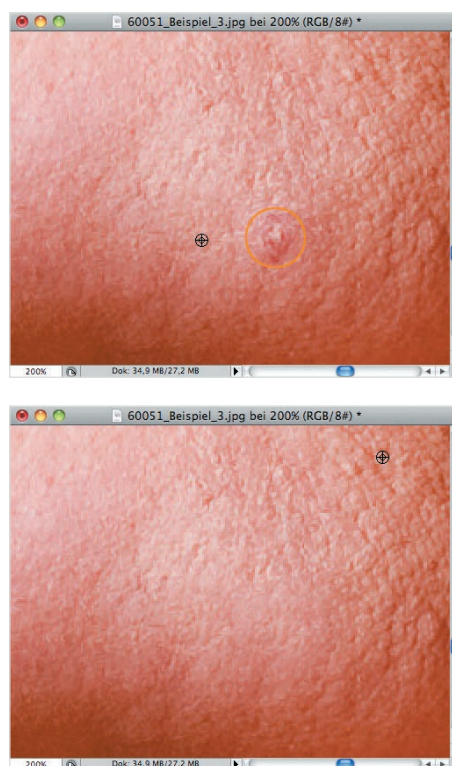 60051_Beispiel_3.jpg bei 200% (RGB/8#) *
200% Dok: 34,9 MB/27,2 MB
60051_Beispiel_3.jpg bei 200% (RGB/8#) *
200% Dok: 34,9 MB/27,2 MB